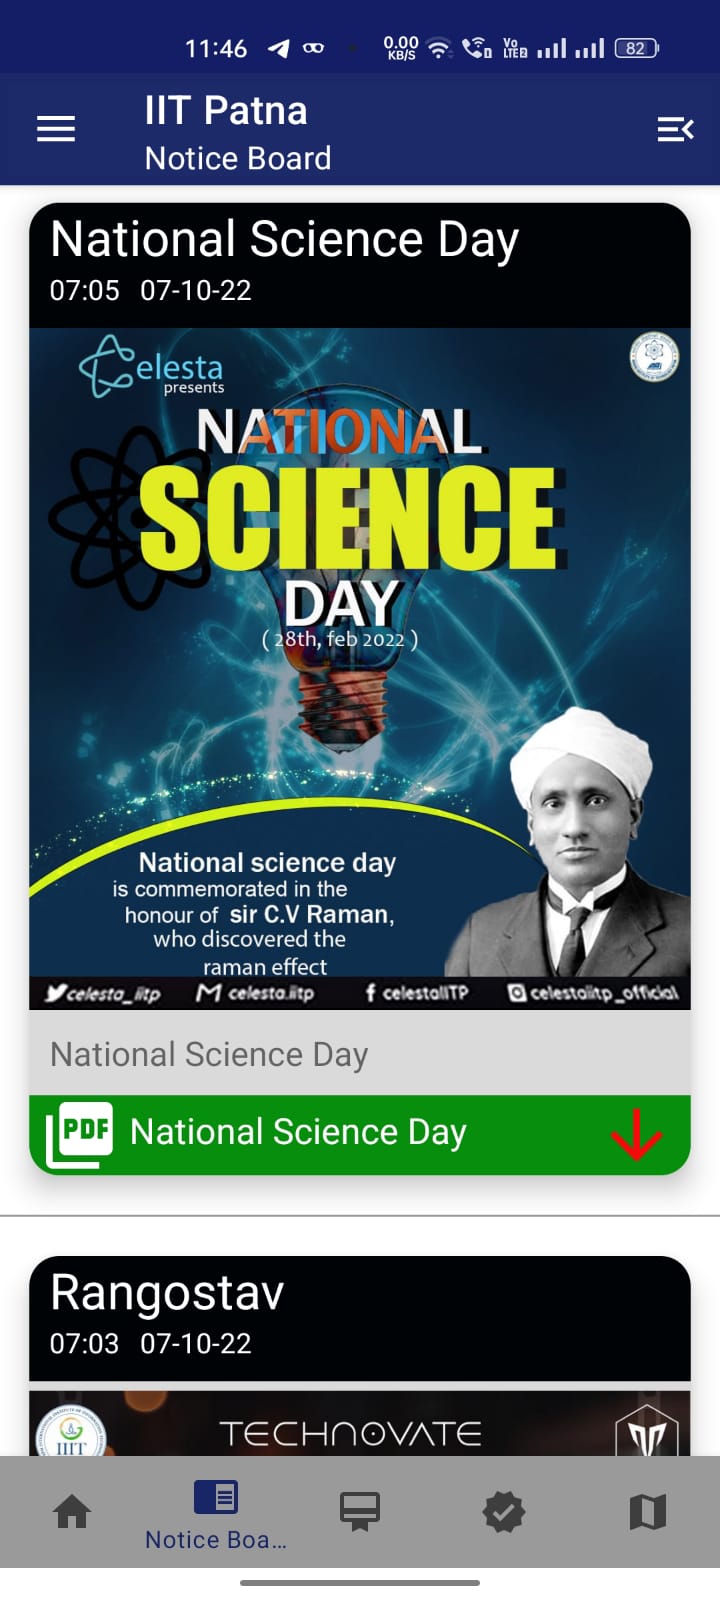 11:46
0.00 KB/S
Vo LTE2
82
IIT Patna
Notice Board
National Science Day
07:05 07-10-22
elesta
presents
NATIONAL
SCIENCE
DAY
( 28th, feb 2022 )
National science day
is commemorated in the
honour of sir C.V Raman,
who discovered the
raman effect
celesta_iitp celesta.iitp celestaIITP celestaiitp_official
National Science Day
PDF National Science Day
Rangostav
07:03 07-10-22
IIIT TECHNOVATE
Notice Boa...